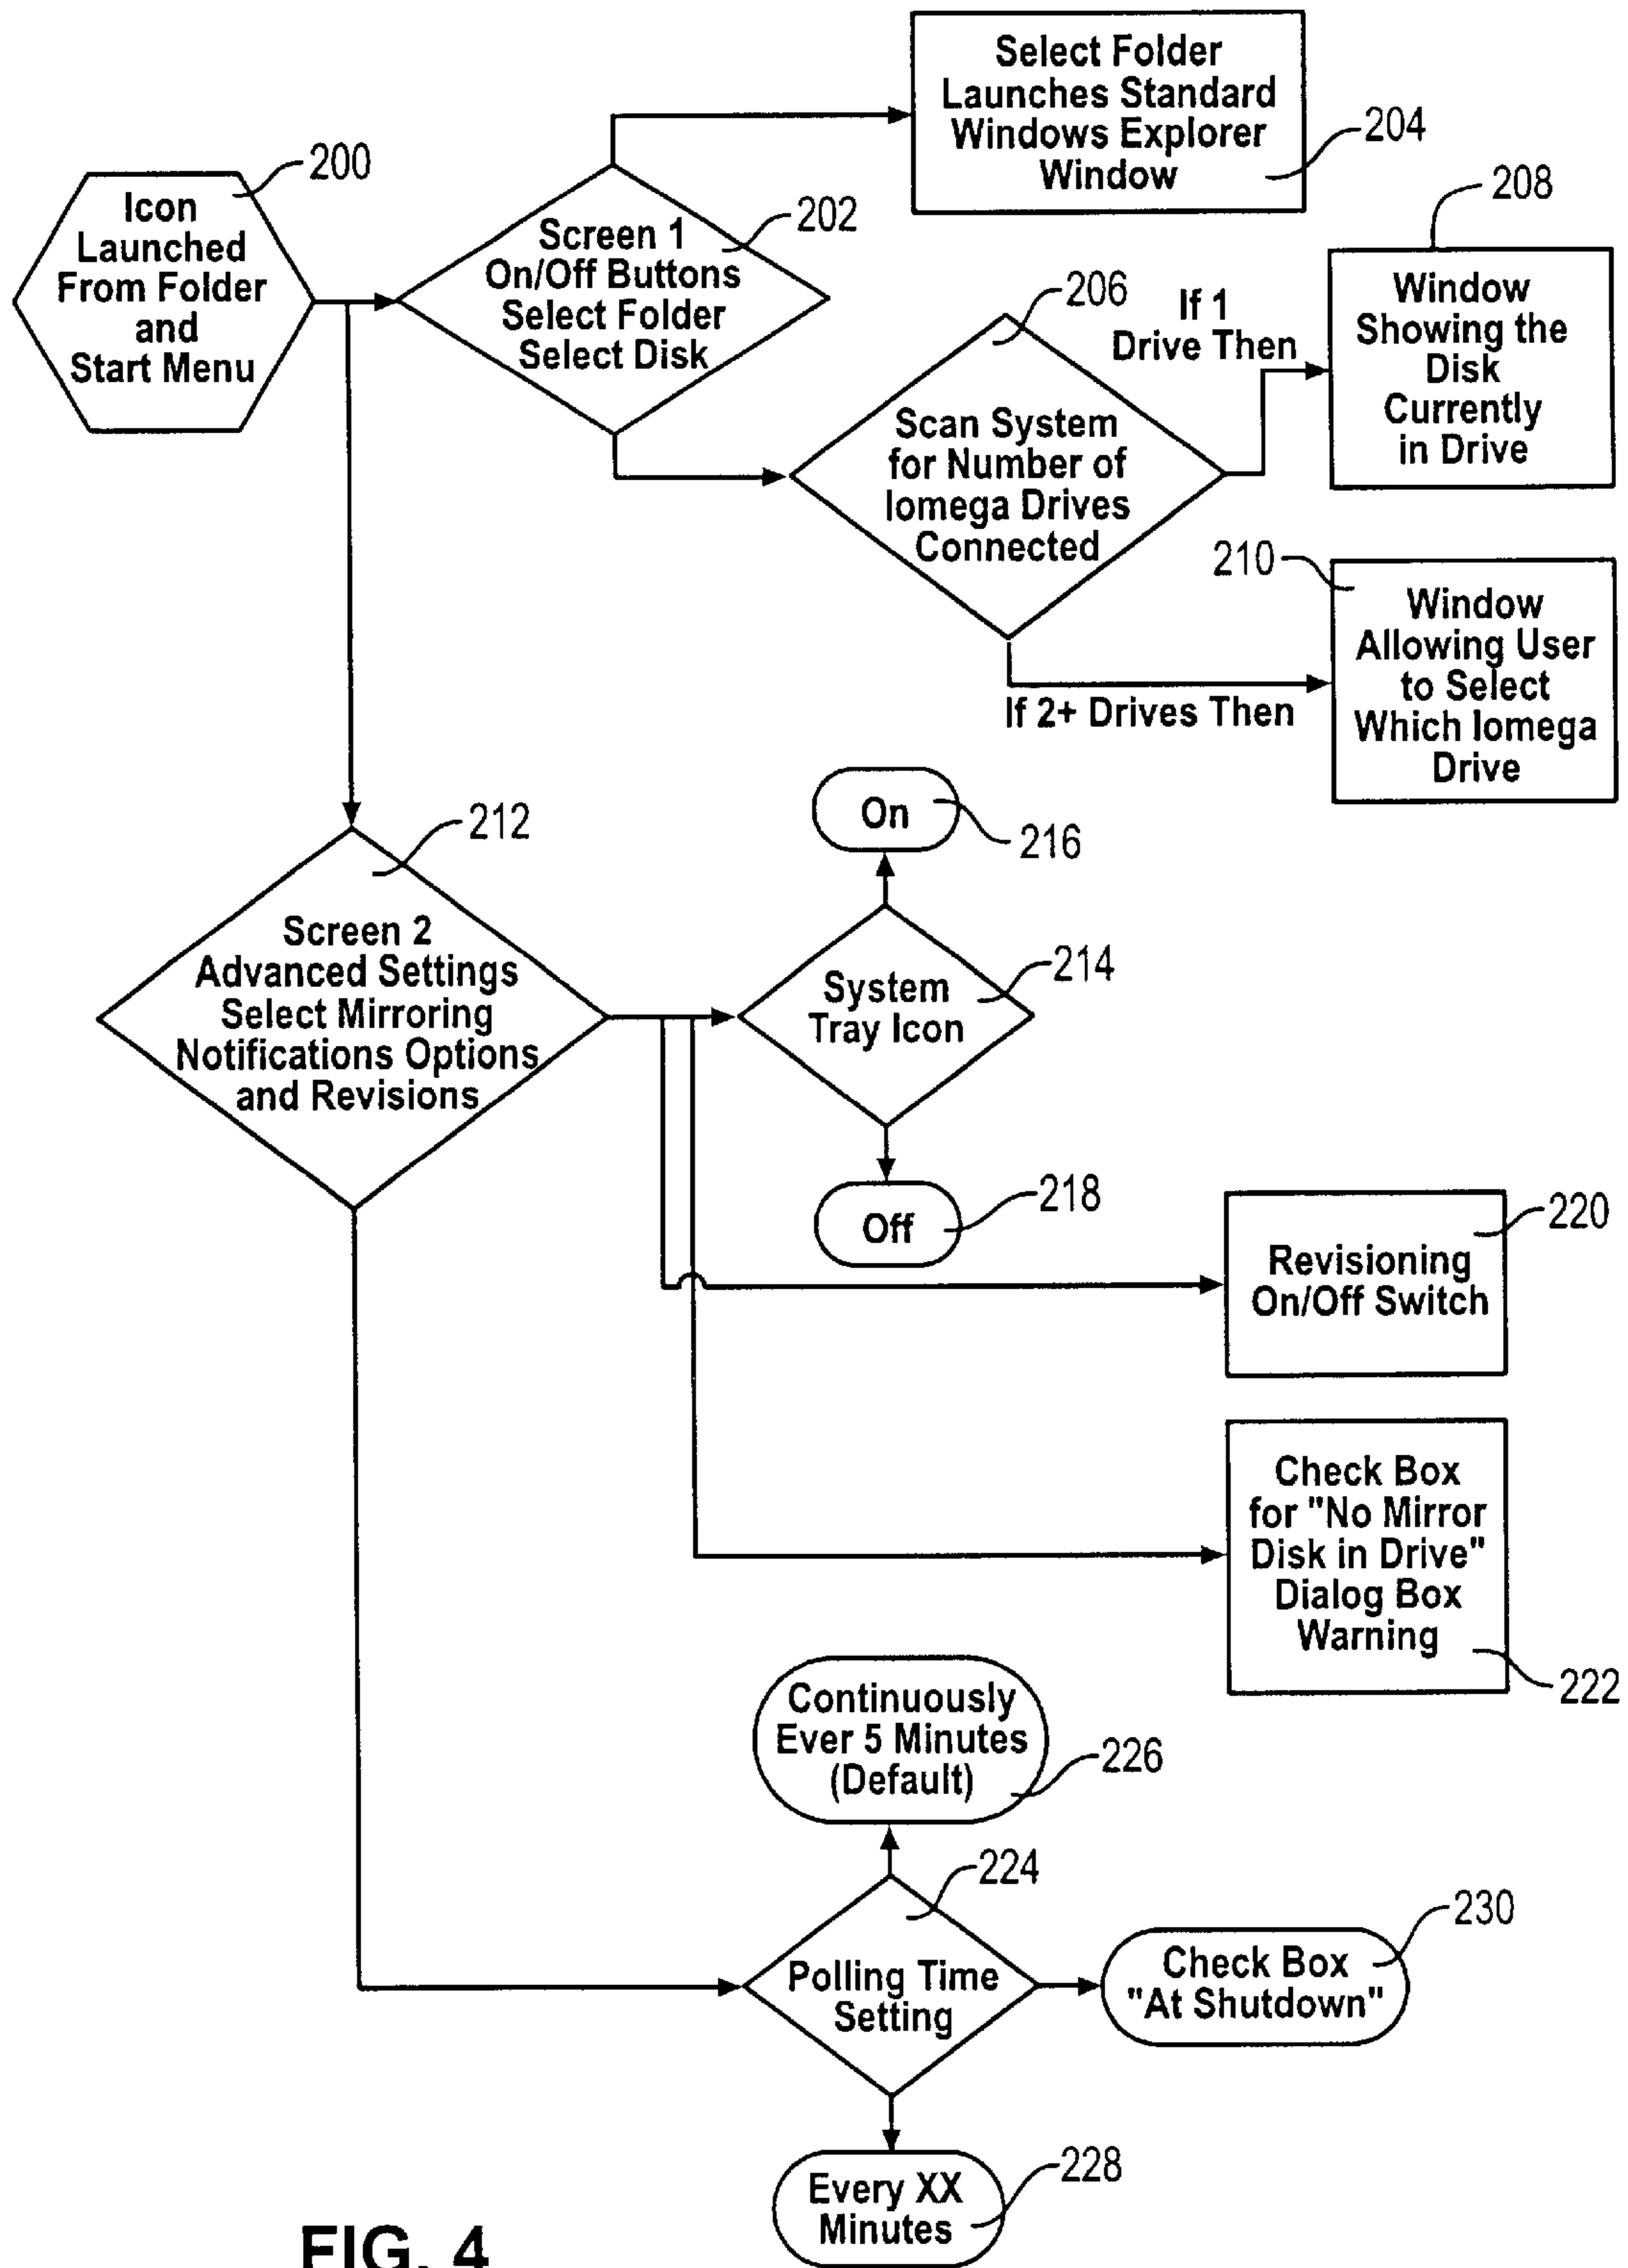 Select Folder
Launches Standard
Windows Explorer
Window
204
200
Icon
Launched
From Folder
and
Start Menu
202
Screen 1
On/Off Buttons
Select Folder
Select Disk
208
Window
Showing the
Disk
Currently
in Drive
206
If 1
Drive Then
Scan System
for Number of
Iomega Drives
Connected
210
Window
Allowing User
to Select
Which Iomega
Drive
If 2+ Drives Then
On
216
212
Screen 2
Advanced Settings
Select Mirroring
Notifications Options
and Revisions
214
System
Tray Icon
218
Off
220
Revisioning
On/Off Switch
Check Box
for "No Mirror
Disk in Drive"
Dialog Box
Warning
222
Continuously
Ever 5 Minutes
(Default)
226
224
Polling Time
Setting
230
Check Box
"At Shutdown"
Every XX
Minutes
228
FIG. 4